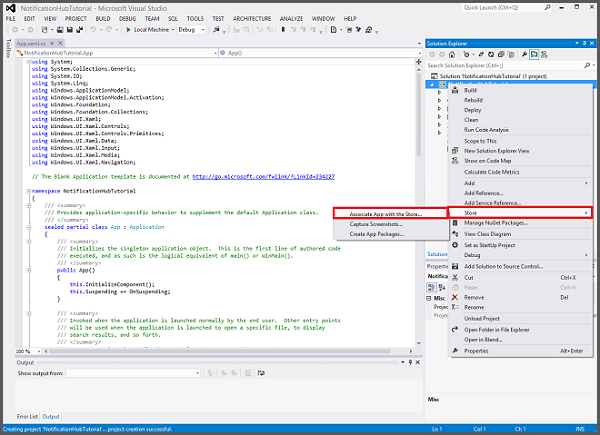 NotificationHubTutorial - Microsoft Visual Studio
Quick Launch (Ctrl+Q)
FILE EDIT VIEW PROJECT BUILD DEBUG TEAM SQL TOOLS TEST ARCHITECTURE ANALYZE WINDOW HELP
Local Machine Debug
Toolbox
App.xaml.cs
NotificationHubTutorial.App
App()
using System;
using System.Collections.Generic;
using System.IO;
using System.Linq;
using Windows.ApplicationModel;
using Windows.ApplicationModel.Activation;
using Windows.Foundation;
using Windows.Foundation.Collections;
using Windows.UI.Xaml;
using Windows.UI.Xaml.Controls;
using Windows.UI.Xaml.Controls.Primitives;
using Windows.UI.Xaml.Data;
using Windows.UI.Xaml.Input;
using Windows.UI.Xaml.Media;
using Windows.UI.Xaml.Navigation;
// The Blank Application template is documented at http://go.microsoft.com/fwlink/?LinkId=234227
namespace NotificationHubTutorial
{
/// <summary>
/// Provides application-specific behavior to supplement the default Application class.
/// </summary>
sealed partial class App : Application
{
/// <summary>
/// Initializes the singleton application object.  This is the first line of authored code
/// executed, and as such is the logical equivalent of main() or WinMain().
/// </summary>
public App()
{
this.InitializeComponent();
this.Suspending += OnSuspending;
}
/// <summary>
/// Invoked when the application is launched normally by the end user.  Other entry points
/// will be used when the application is launched to open a specific file, to display
/// search results, and so forth.
/// </summary>
100 %
Output
Show output from:
Error List Output
Creating project 'NotificationHubTutorial'... project creation successful.
Ln 1 Col 1 Ch 1 INS
Solution Explorer
Search Solution Explorer (Ctrl+;)
Solution 'NotificationHubTutorial' (1 project)
Build
Rebuild
Deploy
Clean
Run Code Analysis
Scope to This
New Solution Explorer View
Show on Code Map
Calculate Code Metrics
Add
Add Reference...
Add Service Reference...
Store
Manage NuGet Packages...
View Class Diagram
Set as StartUp Project
Debug
Add Solution to Source Control...
Cut Ctrl+X
Paste Ctrl+V
Remove Del
Rename
Unload Project
Open Folder in File Explorer
Open in Blend...
Properties Alt+Enter
Associate App with the Store...
Capture Screenshots...
Create App Packages...
Solution
Misc
Misc